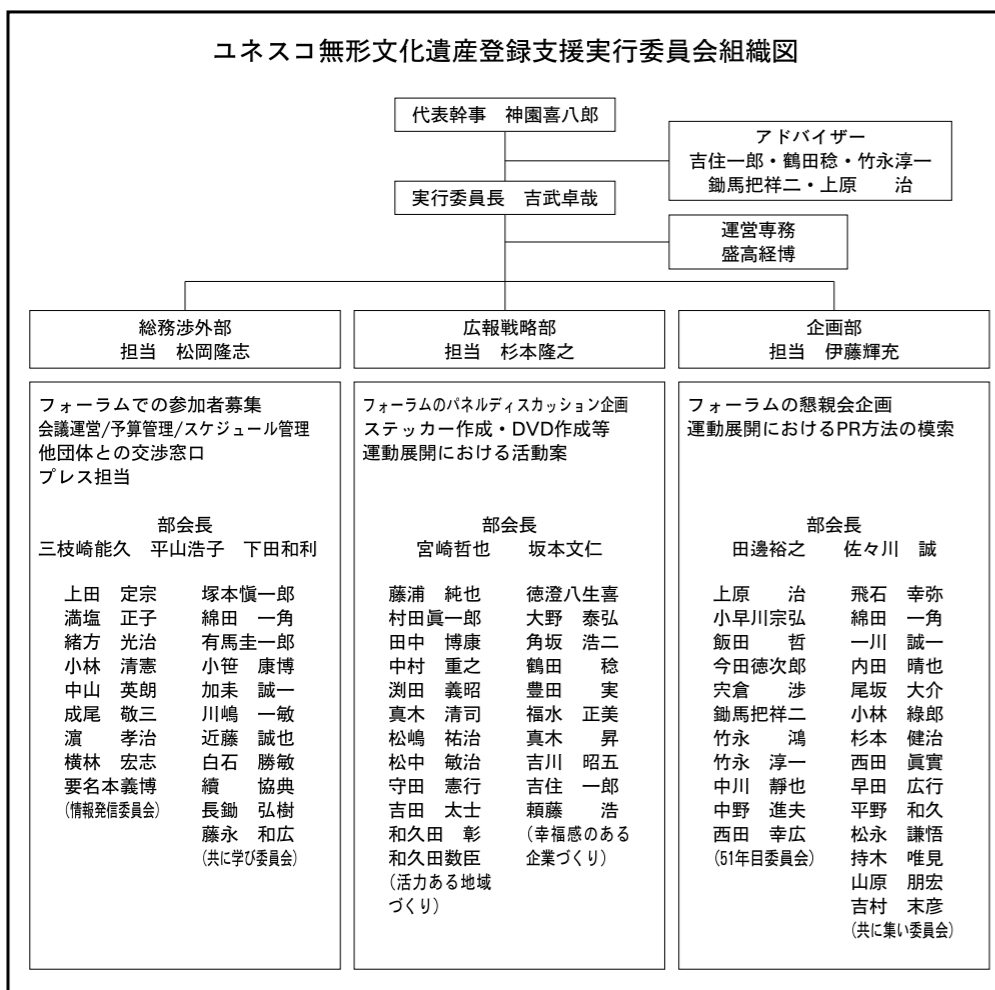 ユネスコ無形文化遺産登録支援実行委員会組織図
代表幹事　神園喜八郎
アドバイザー
吉住一郎・鶴田稔・竹永淳一
鋤馬把祥二・上原　　治
実行委員長　吉武卓哉
運営専務
盛高経博
総務渉外部
担当　松岡隆志
フォーラムでの参加者募集
会議運営/予算管理/スケジュール管理
他団体との交渉窓口
プレス担当
部会長
三枝崎能久　平山浩子　下田和利
上田　定宗
満塩　正子
緒方　光治
小林　清憲
中山　英朗
成尾　敬三
濵　　孝治
横林　宏志
要名本義博
(情報発信委員会)
塚本愼一郎
綿田　一角
有馬圭一郎
小笹　康博
加来　誠一
川嶋　一敏
近藤　誠也
白石　勝敏
續　　協典
長鋤　弘樹
藤永　和広
(共に学び委員会)
広報戦略部
担当　杉本隆之
フォーラムのパネルディスカッション企画
ステッカー作成・DVD作成等
運動展開における活動案
部会長
宮崎哲也　　坂本文仁
藤浦　純也
村田眞一郎
田中　博康
中村　重之
渕田　義昭
真木　清司
松嶋　祐治
松中　敏治
守田　憲行
吉田　太士
和久田　彰
和久田数臣
(活力ある地域
づくり)
徳澄八生喜
大野　泰弘
角坂　浩二
鶴田　　稔
豊田　　実
福水　正美
真木　　昇
吉川　昭五
吉住　一郎
頼藤　　浩
(幸福感のある
企業づくり)
企画部
担当　伊藤輝充
フォーラムの懇親会企画
運動展開におけるPR方法の模索
部会長
田邊裕之　　佐々川　誠
上原　　治
小早川宗弘
飯田　　哲
今田徳次郎
宍倉　　渉
鋤馬把祥二
竹永　　鴻
竹永　淳一
中川　靜也
中野　進夫
西田　幸広
(51年目委員会)
飛石　幸弥
綿田　一角
一川　誠一
内田　晴也
尾坂　大介
小林　綠郎
杉本　健治
西田　眞實
早田　広行
平野　和久
松永　謙悟
持木　唯見
山原　朋宏
吉村　末彦
(共に集い委員会)